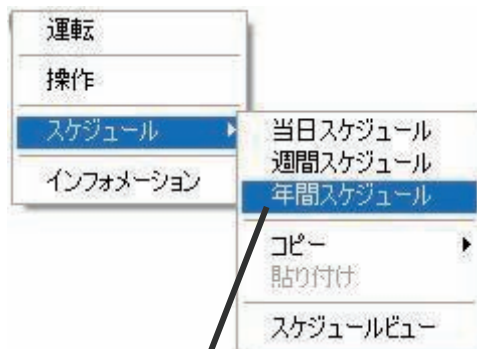 運転
操作
スケジュール
インフォメーション
当日スケジュール
週間スケジュール
年間スケジュール
コピー
貼り付け
スケジュールビュー